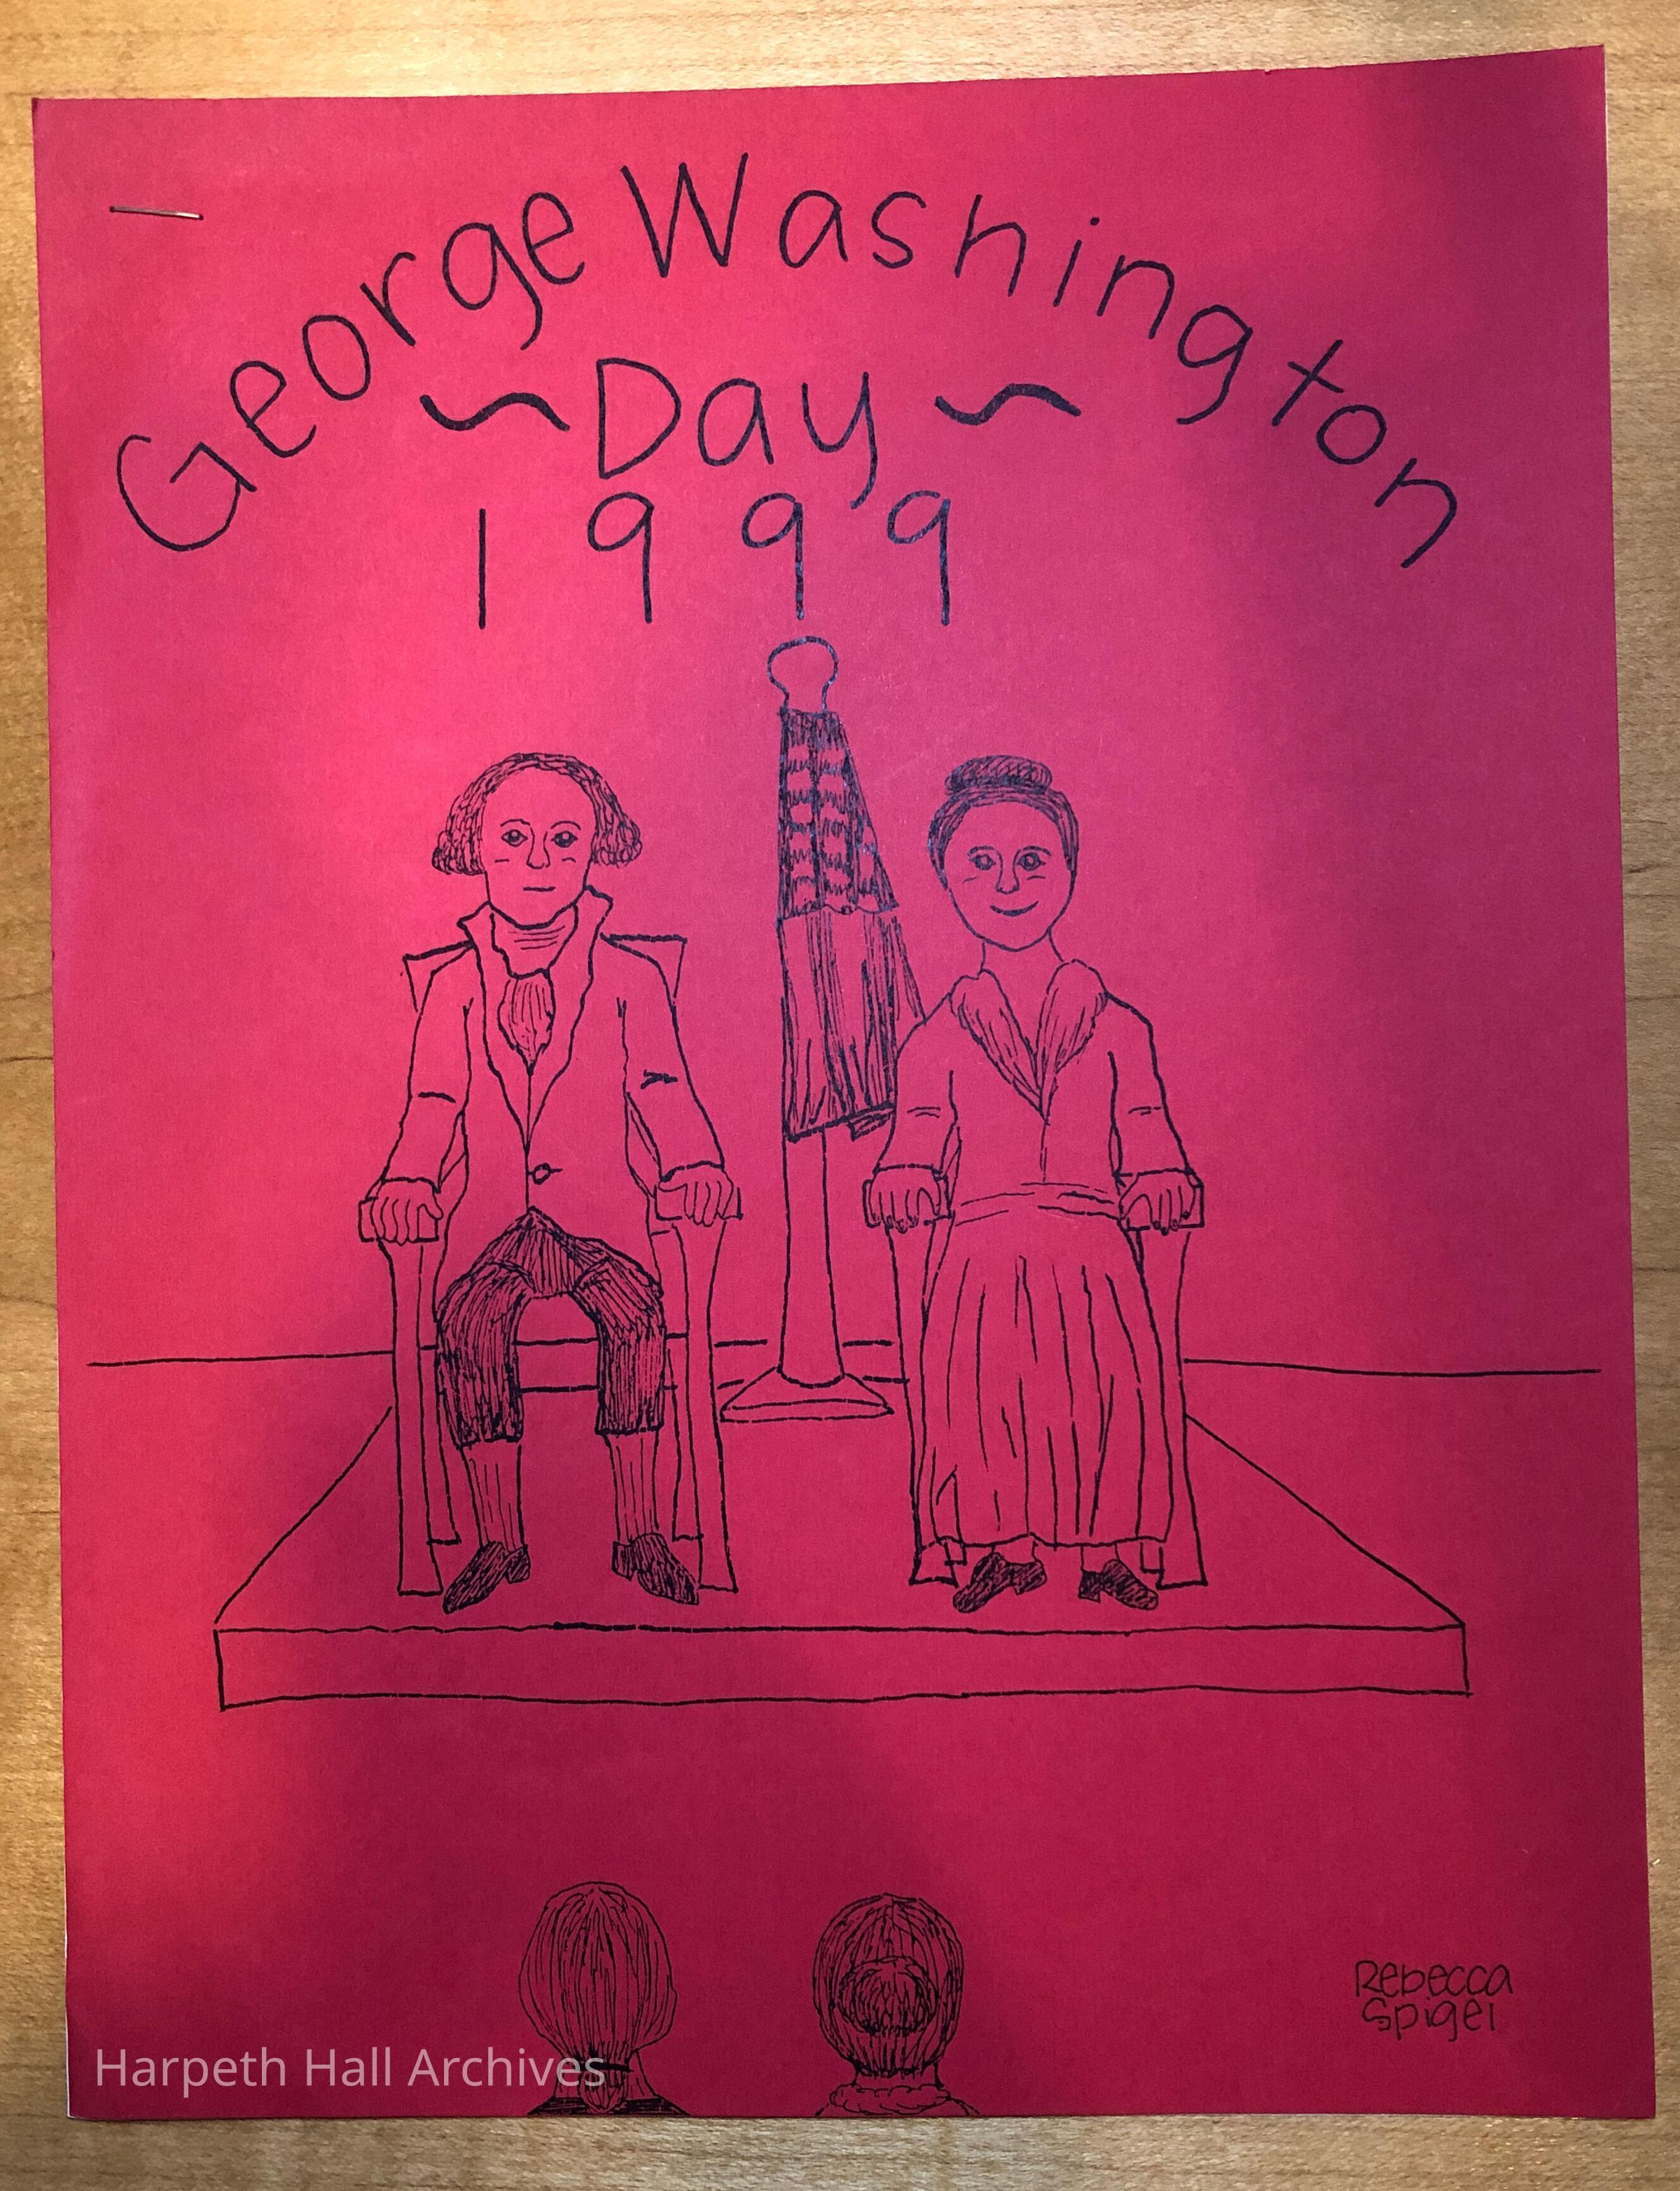 George Washington
~Day~
1999
Rebecca
Spigel
Harpeth Hall Archives